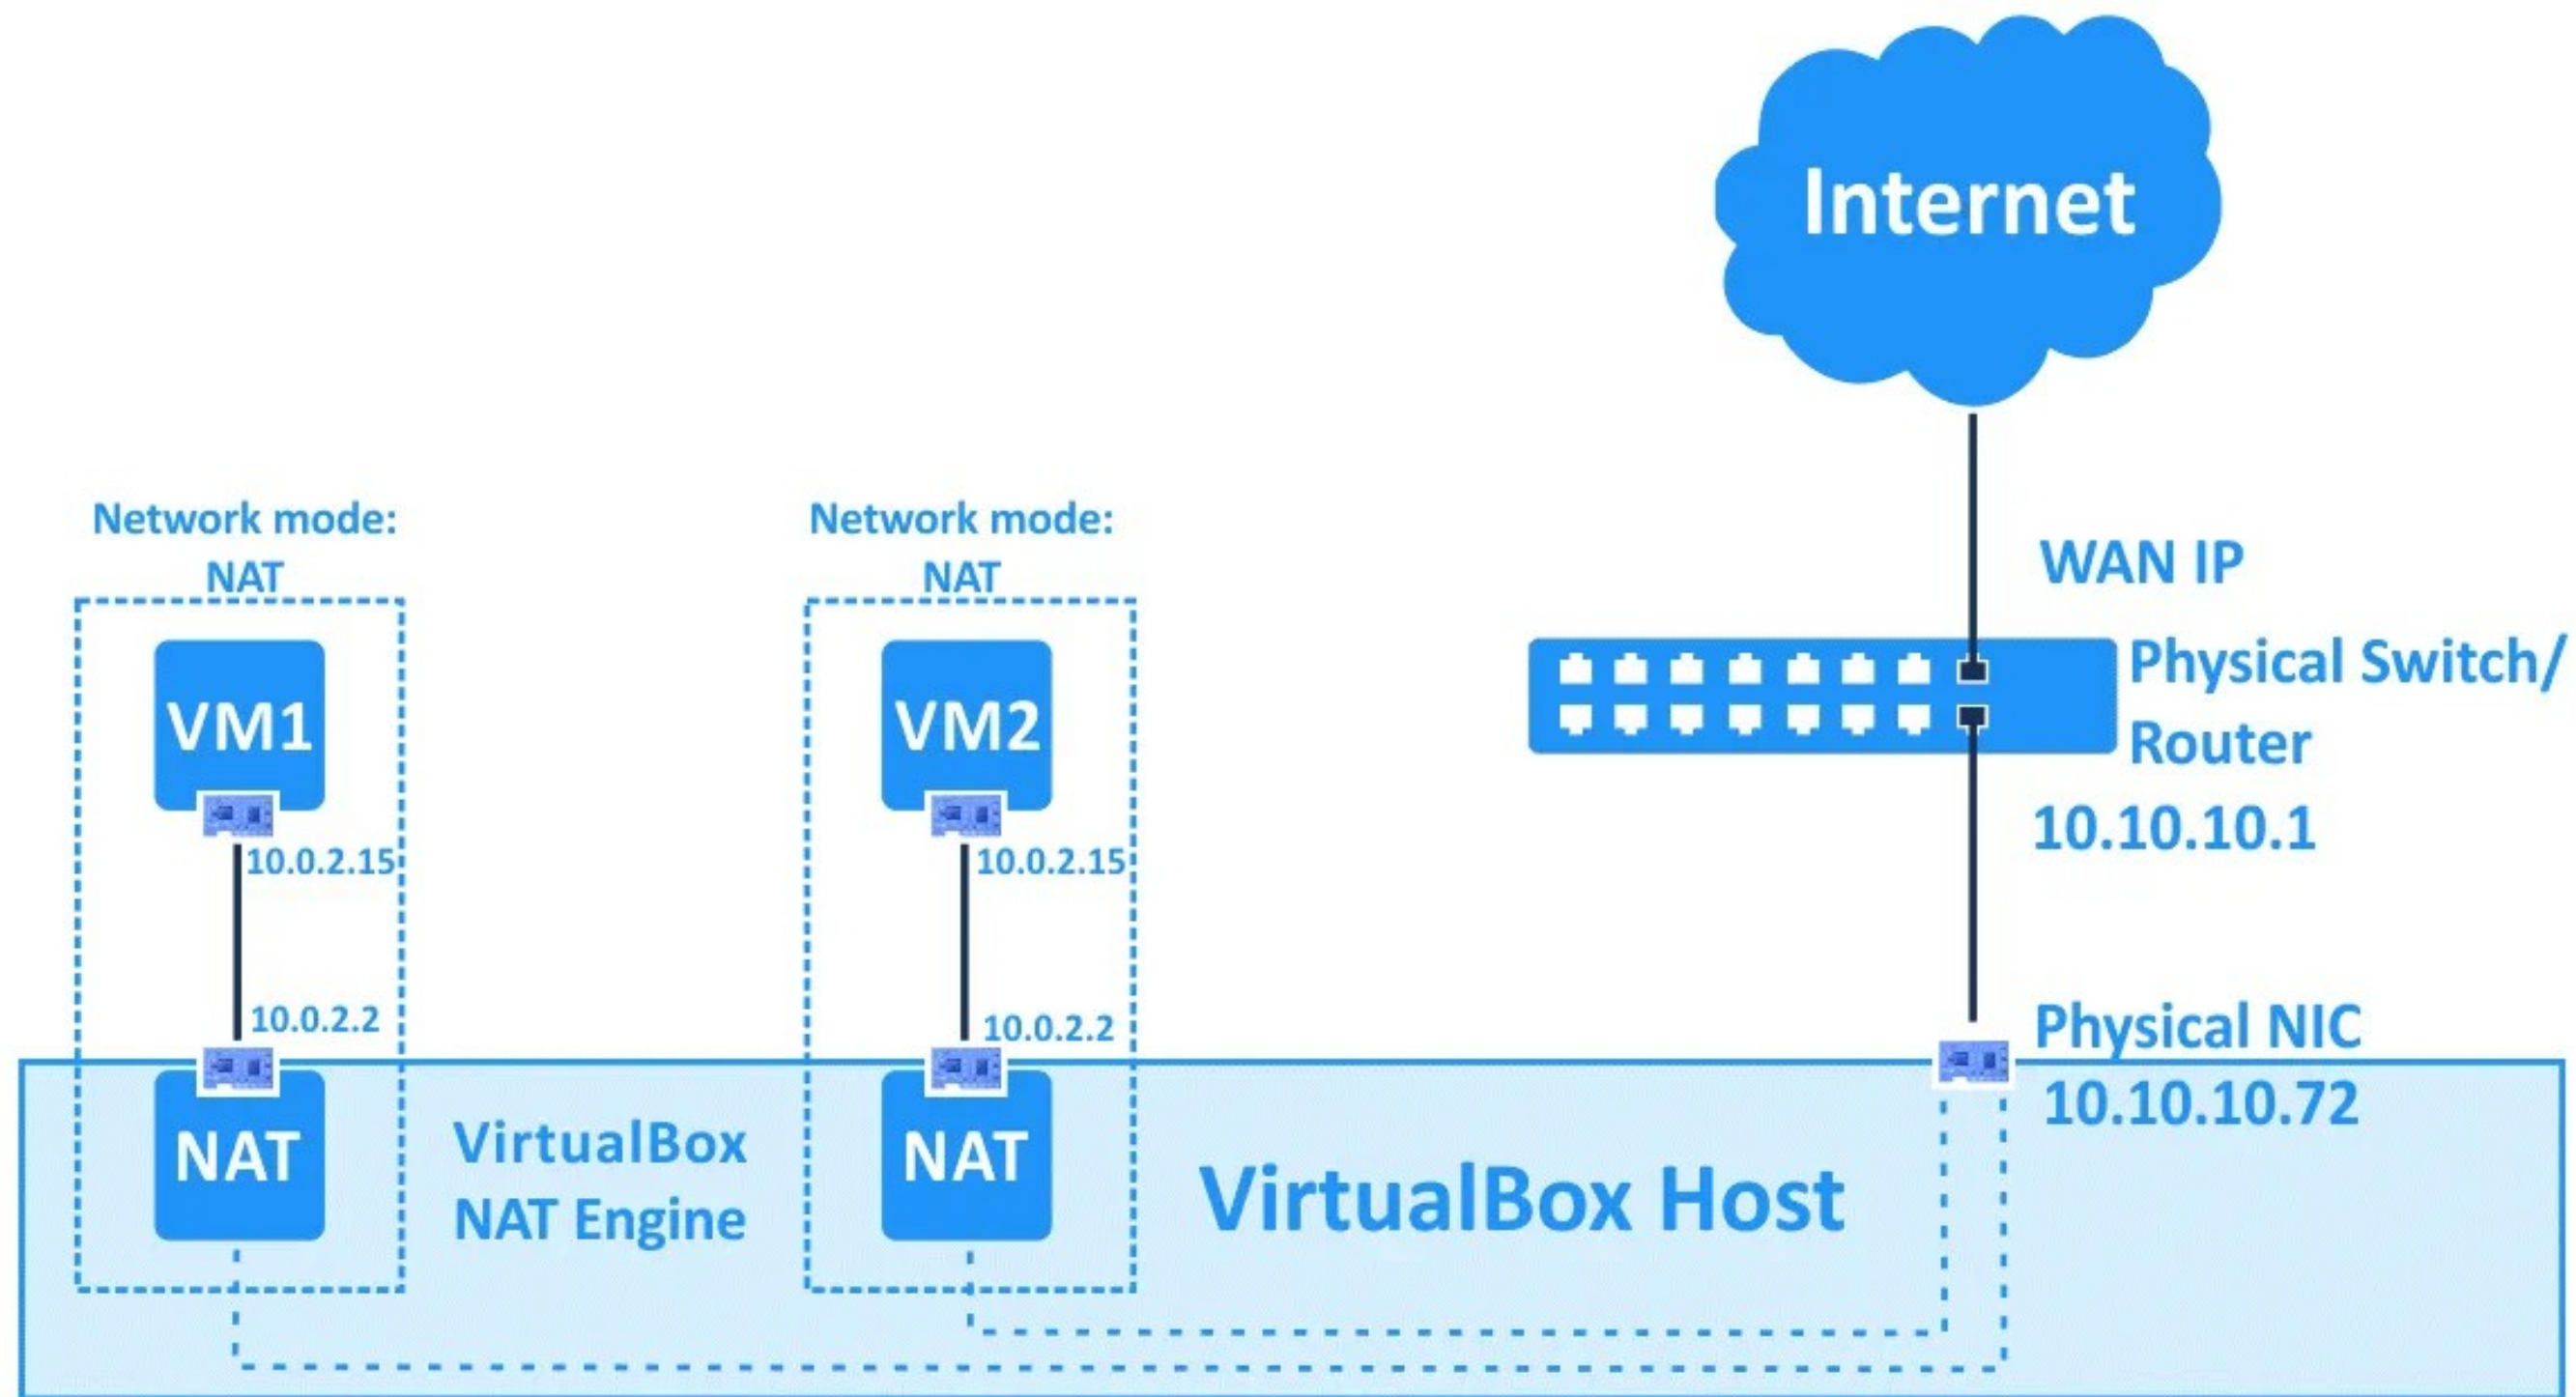 Internet
Network mode:
NAT
Network mode:
NAT
WAN IP
Physical Switch/
Router
10.10.10.1
VM1
VM2
10.0.2.15
10.0.2.15
10.0.2.2
10.0.2.2
Physical NIC
10.10.10.72
NAT
VirtualBox
NAT Engine
NAT
VirtualBox Host